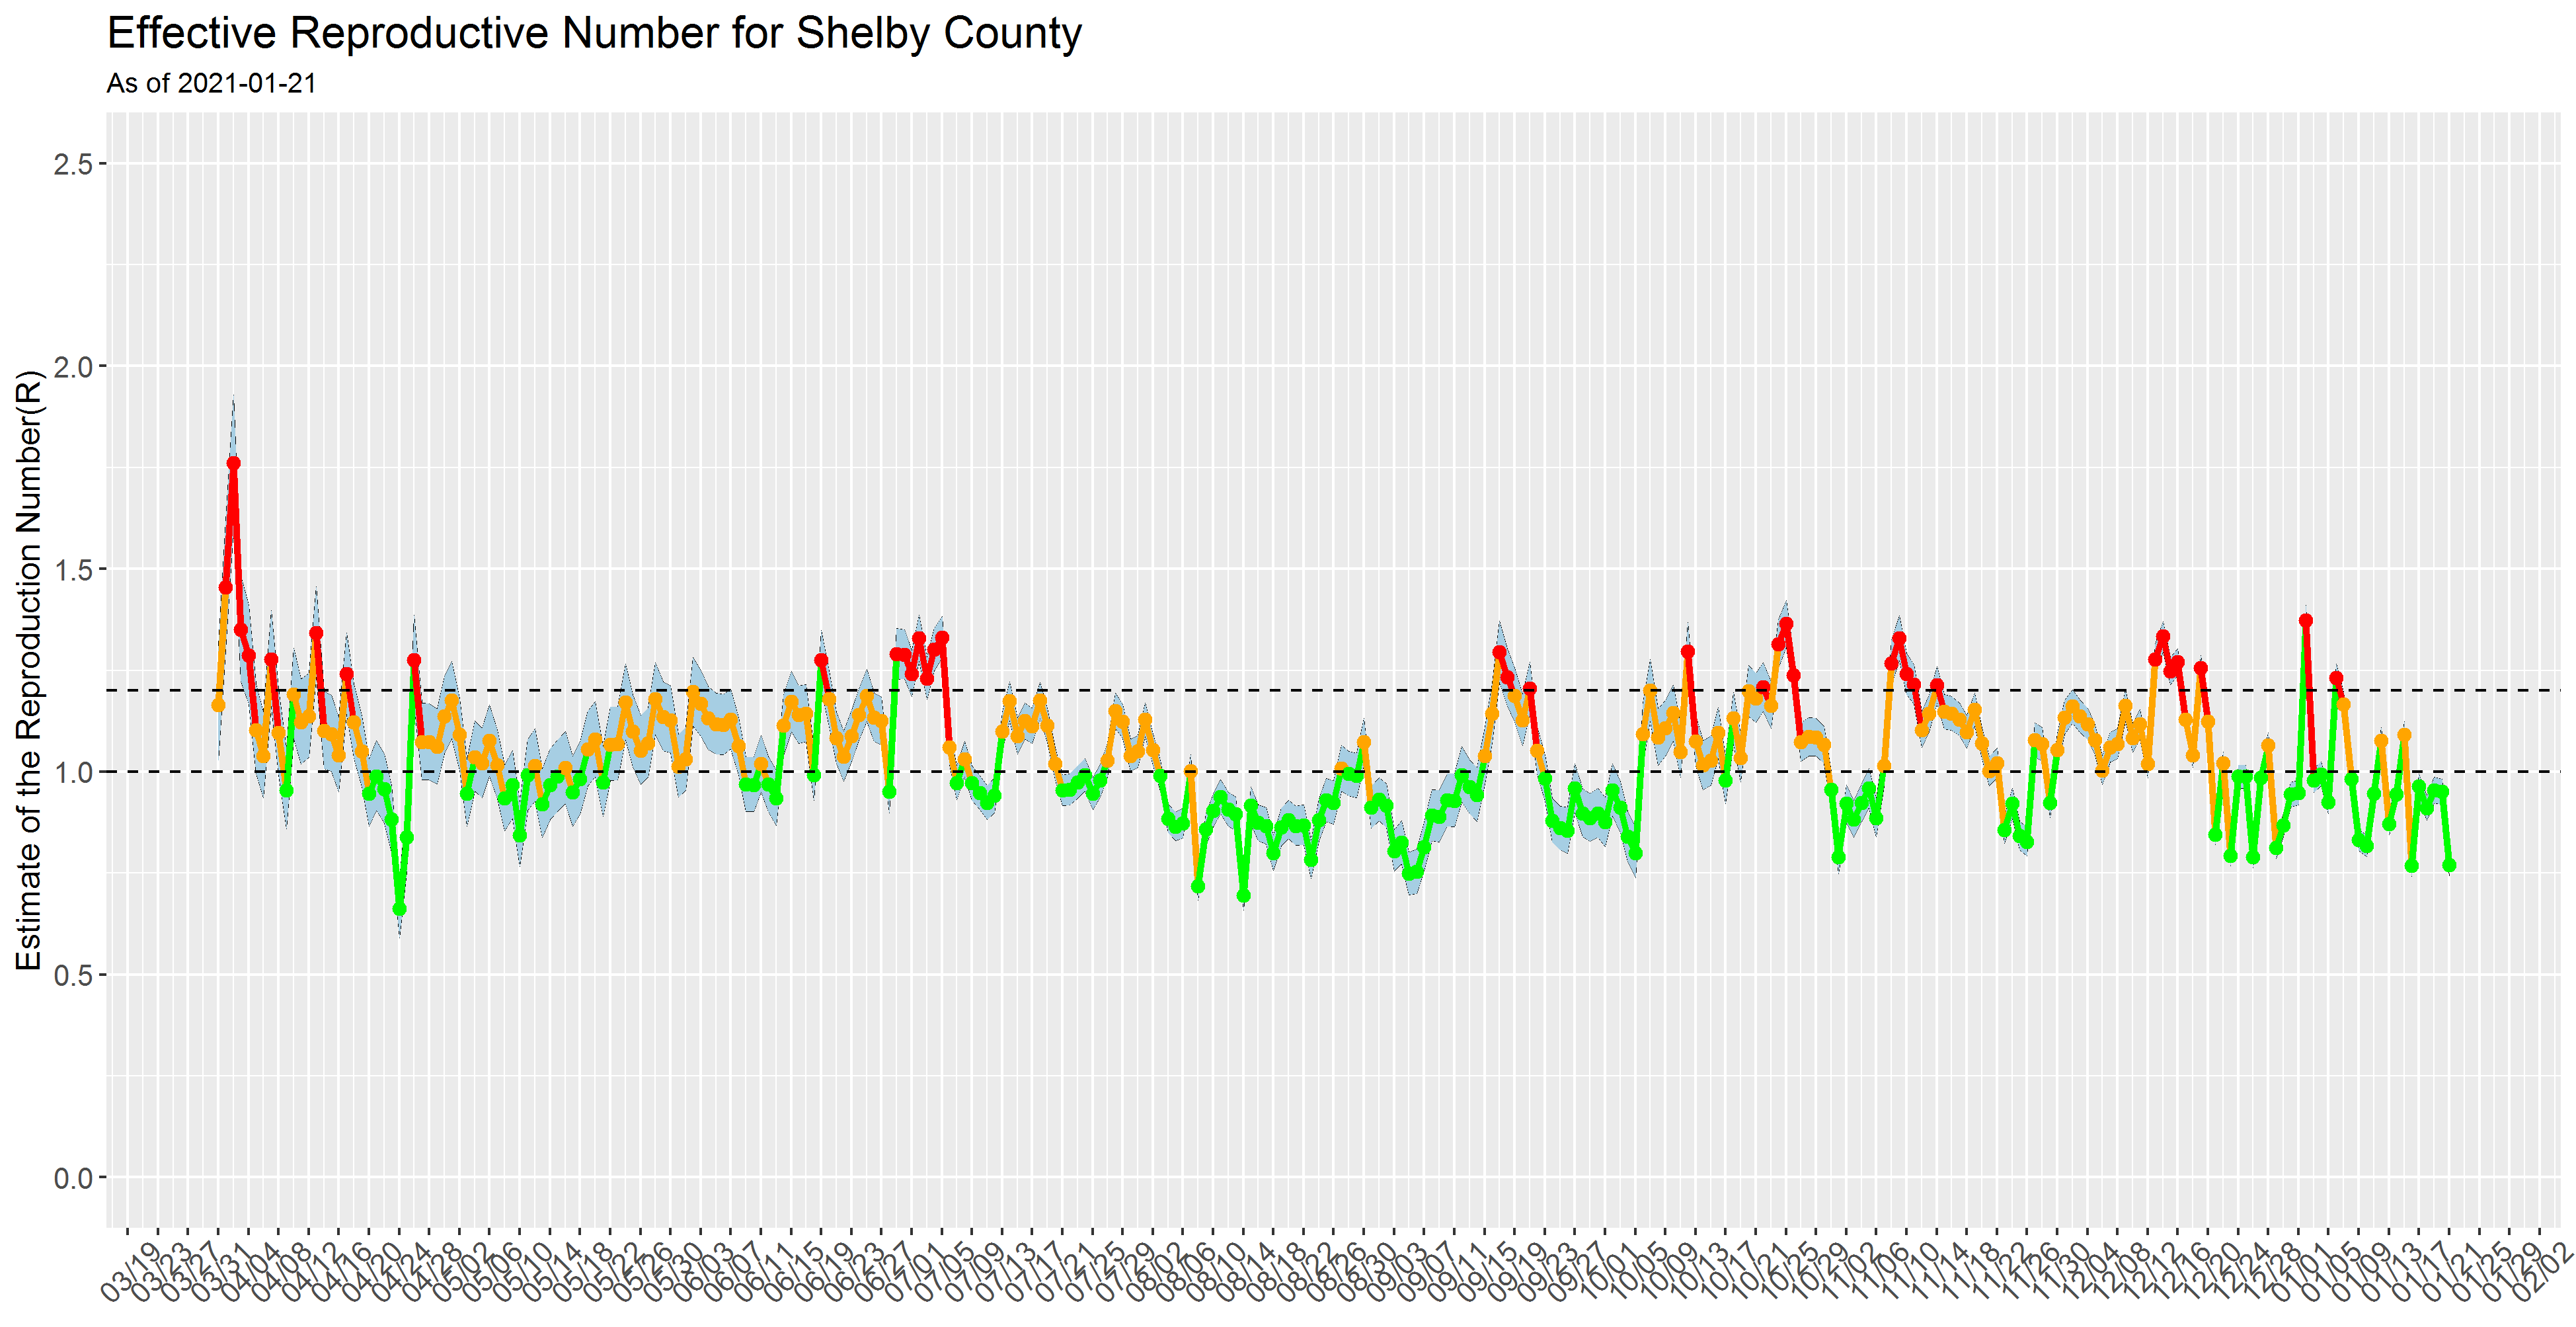 Effective Reproductive Number for Shelby County
As of 2021-01-21
Estimate of the Reproduction Number(R)
2.5
2.0
1.5
1.0
0.5
0.0
03/19 03/23 03/27 03/31 04/04 04/08 04/12 04/16 04/20 04/24 04/28 05/02 05/06 05/10 05/14 05/18 05/22 05/26 05/30 06/03 06/07 06/11 06/15 06/19 06/23 06/27 07/01 07/05 07/09 07/13 07/17 07/21 07/25 07/29 08/02 08/06 08/10 08/14 08/18 08/22 08/26 08/30 09/03 09/07 09/11 09/15 09/19 09/23 09/27 10/01 10/05 10/09 10/13 10/17 10/21 10/25 10/29 11/02 11/06 11/10 11/14 11/18 11/22 11/26 11/30 12/04 12/08 12/12 12/16 12/20 12/24 12/28 01/01 01/05 01/09 01/13 01/17 01/21 01/25 01/29 02/02